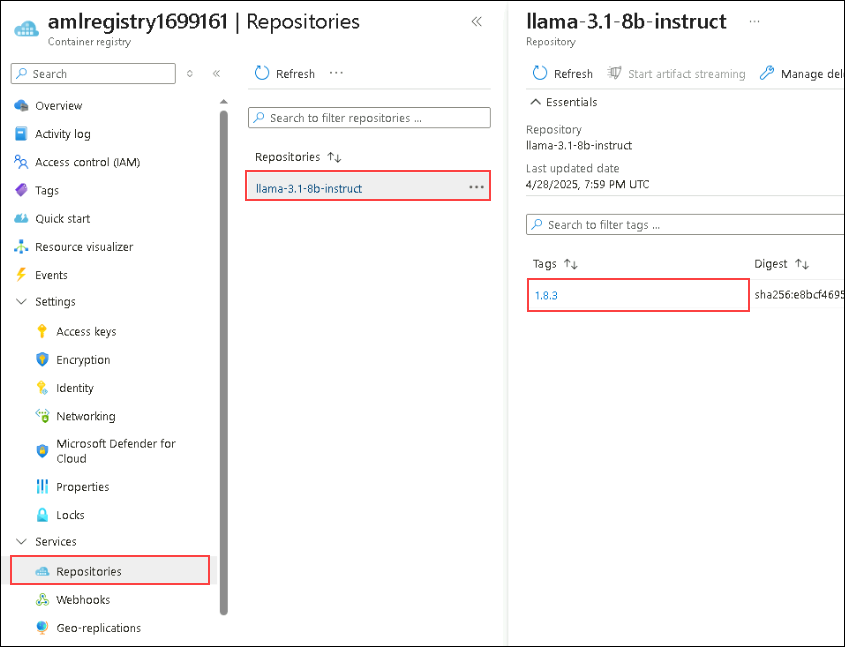 amlregistry1699161 | Repositories
Container registry
Search
Overview
Activity log
Access control (IAM)
Tags
Quick start
Resource visualizer
Events
Settings
Access keys
Encryption
Identity
Networking
Microsoft Defender for
Cloud
Properties
Locks
Services
Repositories
Webhooks
Geo-replications
Refresh
Search to filter repositories ...
Repositories
llama-3.1-8b-instruct
llama-3.1-8b-instruct
Repository
Refresh
Start artifact streaming
Manage del
Essentials
Repository
llama-3.1-8b-instruct
Last updated date
4/28/2025, 7:59 PM UTC
Search to filter tags ...
Tags
Digest
1.8.3
sha256:e8bcf4695